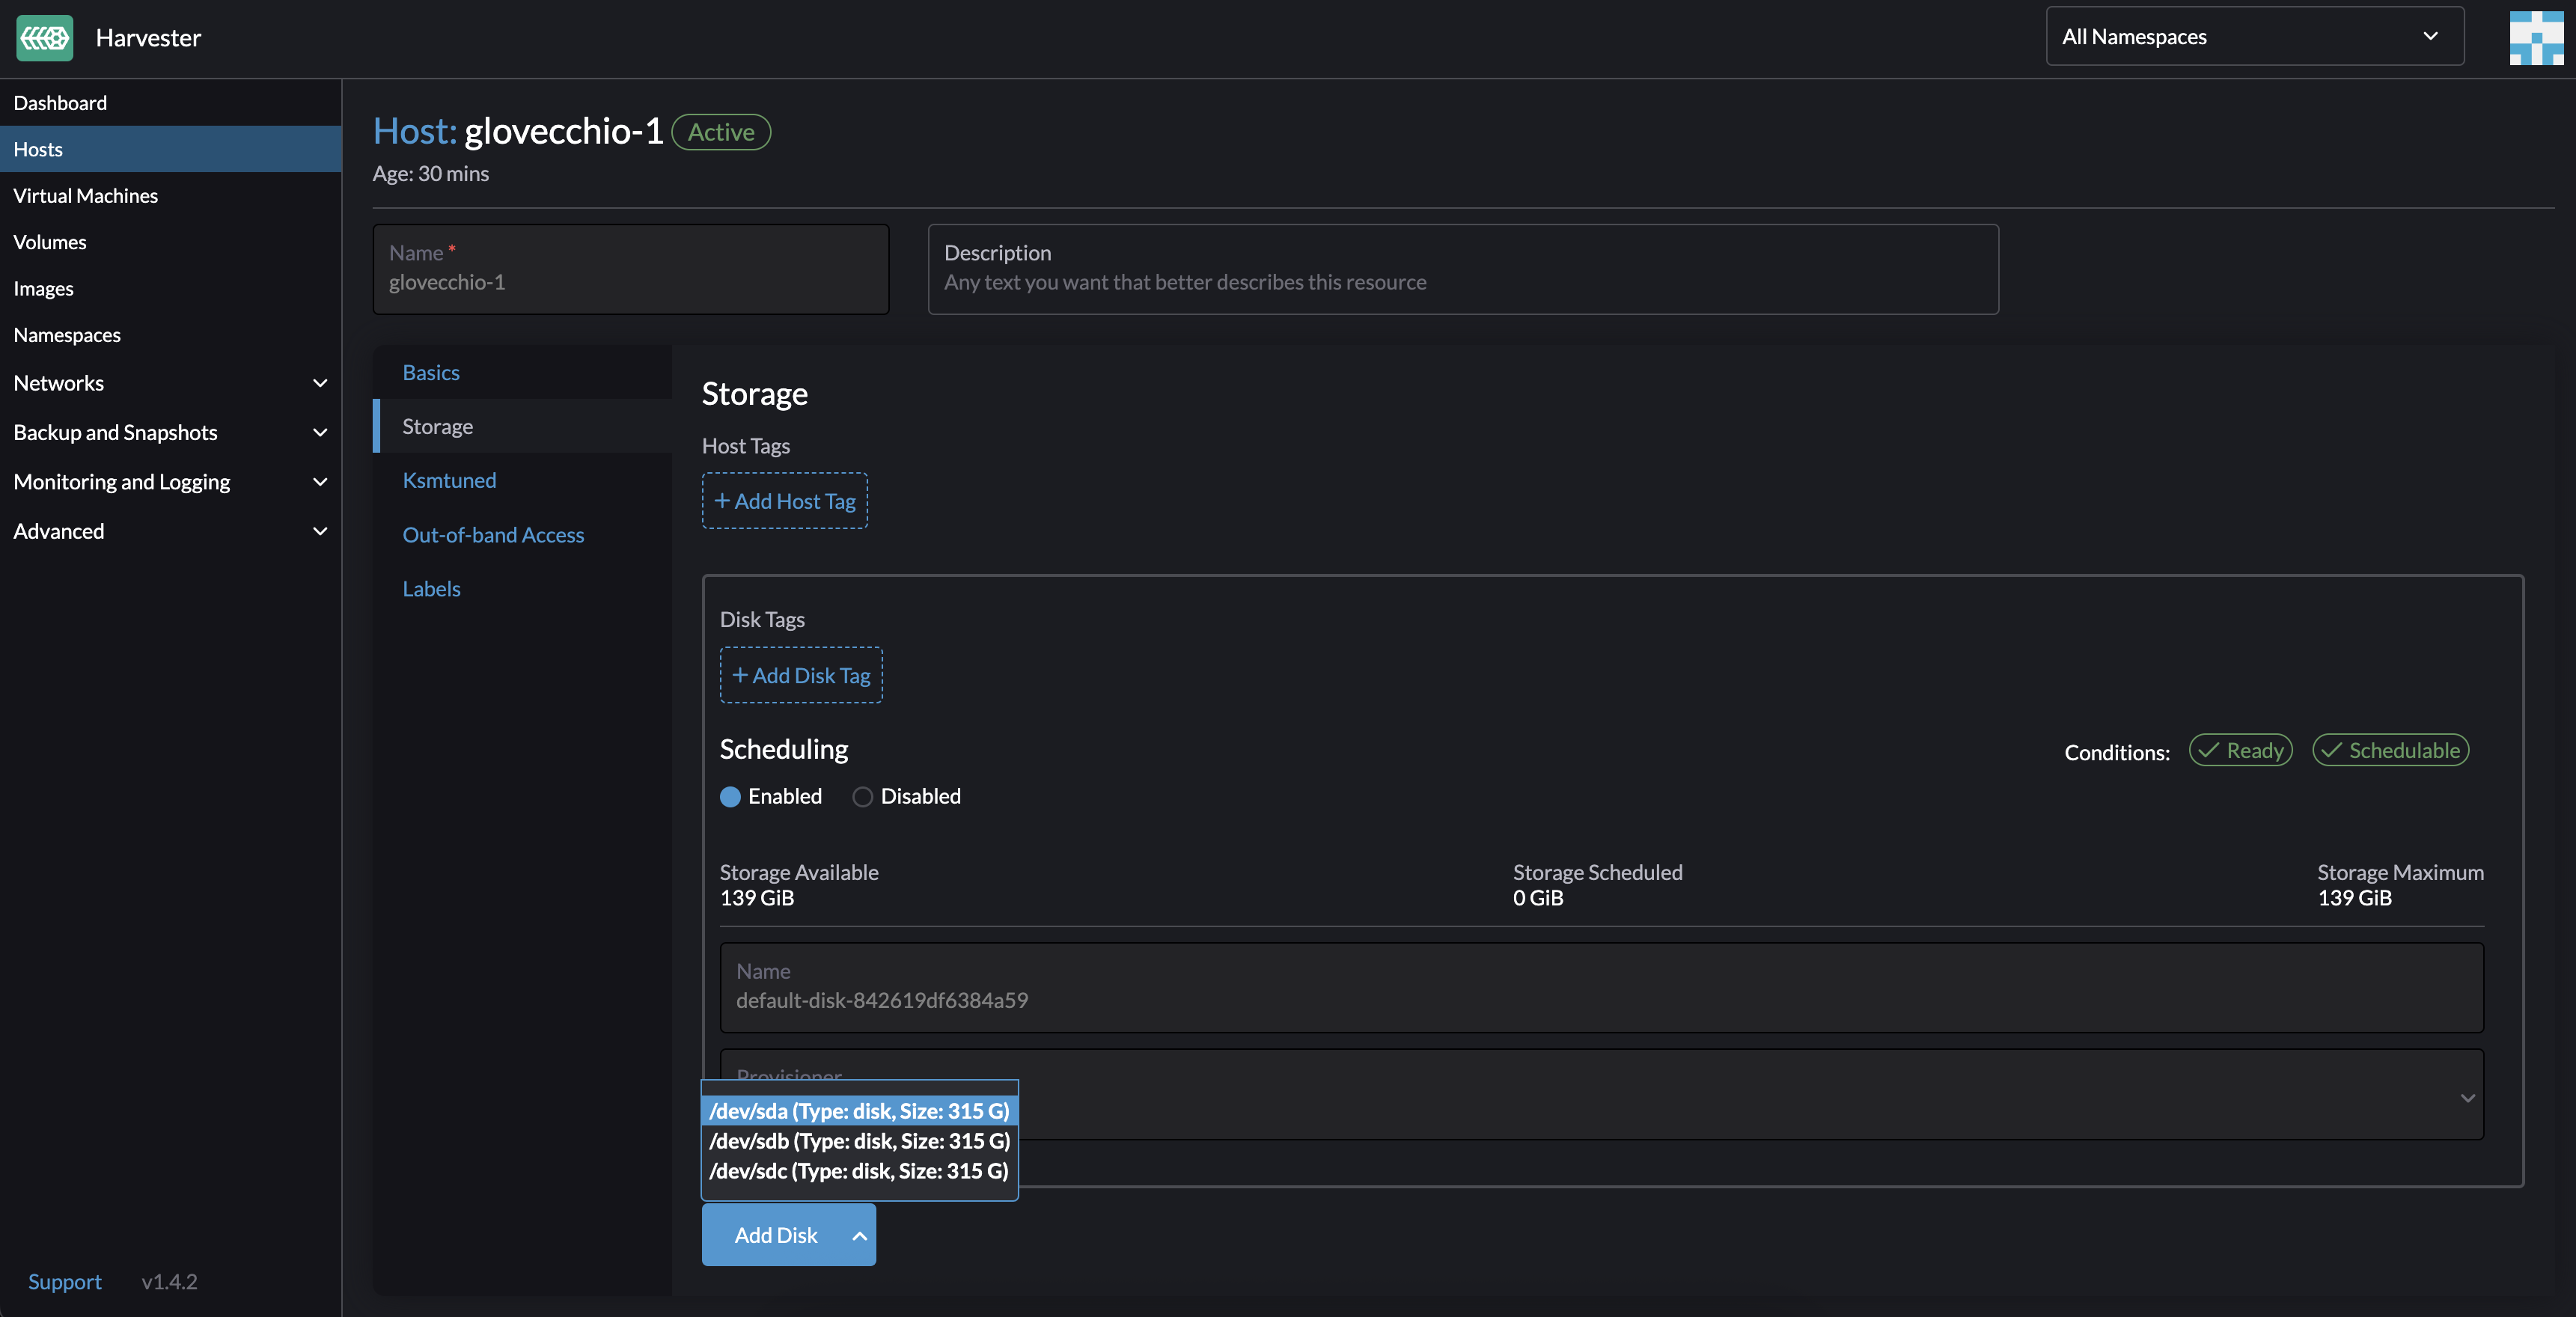 Harvester
All Namespaces
Dashboard
Hosts
Virtual Machines
Volumes
Images
Namespaces
Networks
Backup and Snapshots
Monitoring and Logging
Advanced
Support v1.4.2
Host: glovecchio-1 Active
Age: 30 mins
Name *
glovecchio-1
Description
Any text you want that better describes this resource
Basics
Storage
Ksmtuned
Out-of-band Access
Labels
Storage
Host Tags
+ Add Host Tag
Disk Tags
+ Add Disk Tag
Scheduling
Conditions: Ready Schedulable
Enabled Disabled
Storage Available Storage Scheduled Storage Maximum
139 GiB 0 GiB 139 GiB
Name
default-disk-842619df6384a59
Provisioner
/dev/sda (Type: disk, Size: 315 G)
/dev/sdb (Type: disk, Size: 315 G)
/dev/sdc (Type: disk, Size: 315 G)
Add Disk